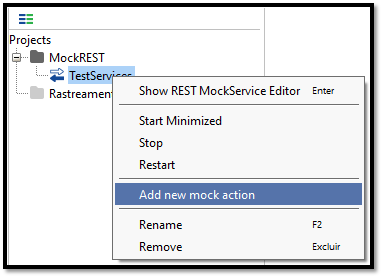 Projects
MockREST
TestServices
Rastreament
Show REST MockService Editor Enter
Start Minimized
Stop
Restart
Add new mock action
Rename F2
Remove Excluir